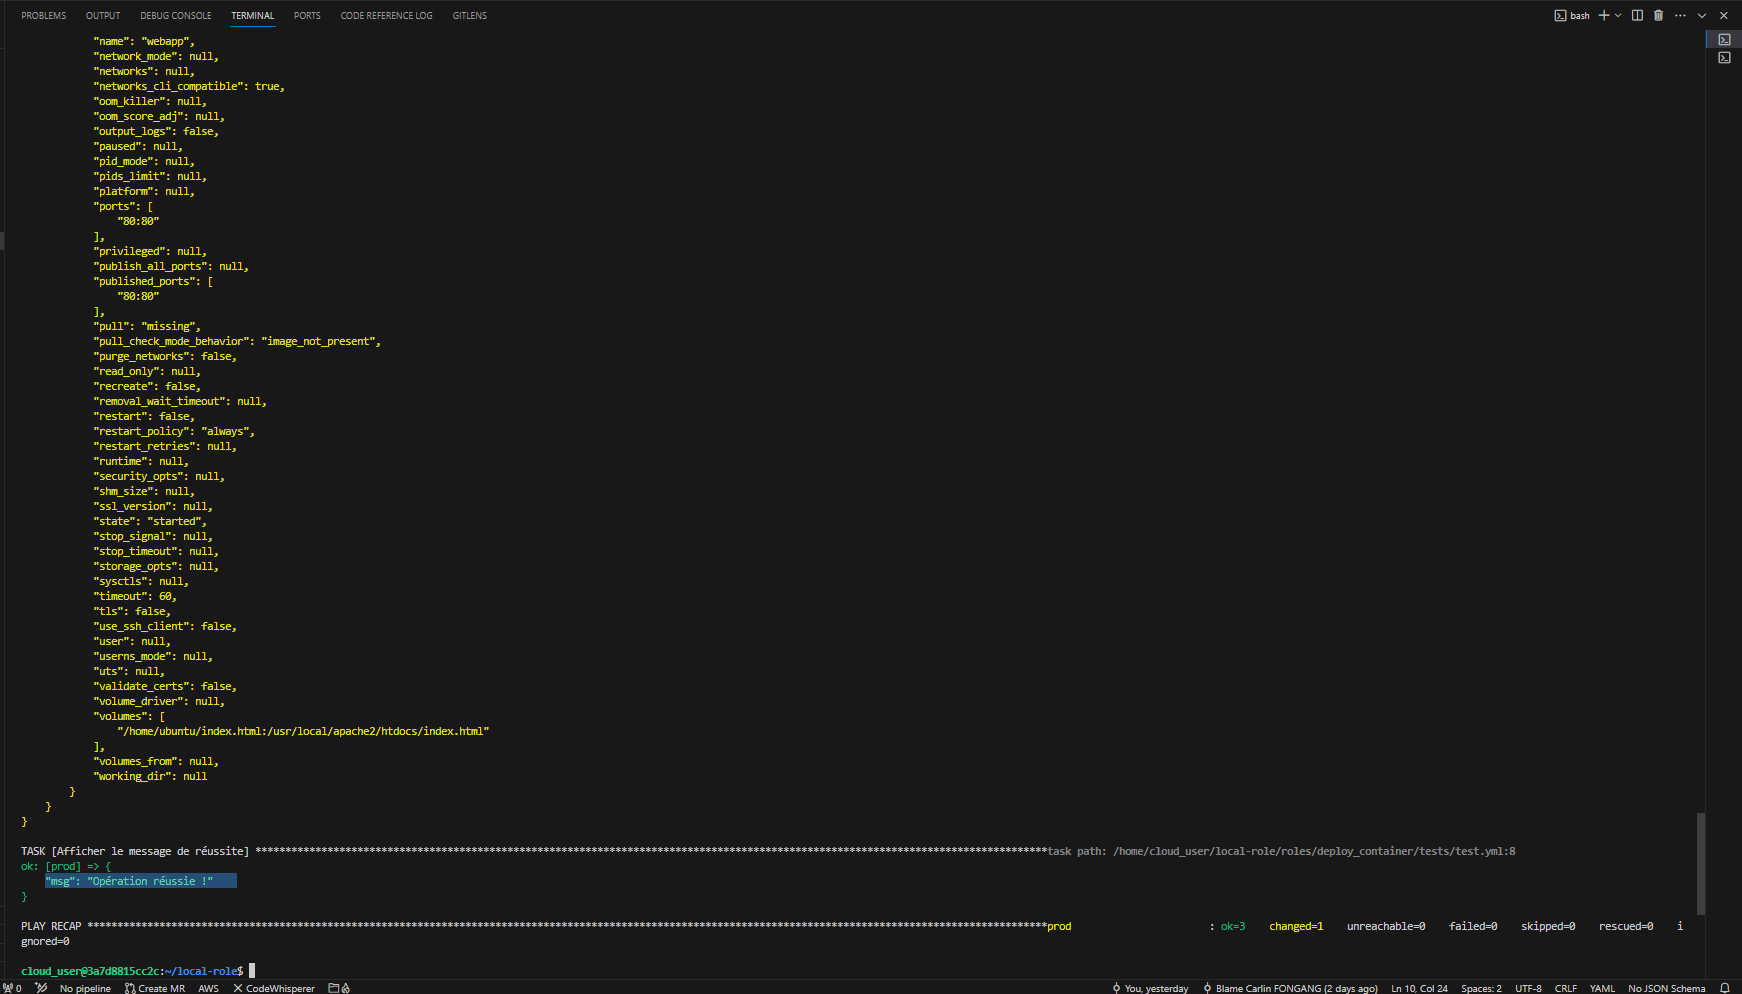 PROBLEMS OUTPUT DEBUG CONSOLE TERMINAL PORTS CODE REFERENCE LOG GITLENS bash
"name": "webapp",
"network_mode": null,
"networks": null,
"networks_cli_compatible": true,
"oom_killer": null,
"oom_score_adj": null,
"output_logs": false,
"paused": null,
"pid_mode": null,
"pids_limit": null,
"platform": null,
"ports": [
"80:80"
],
"privileged": null,
"publish_all_ports": null,
"published_ports": [
"80:80"
],
"pull": "missing",
"pull_check_mode_behavior": "image_not_present",
"purge_networks": false,
"read_only": null,
"recreate": false,
"removal_wait_timeout": null,
"restart": false,
"restart_policy": "always",
"restart_retries": null,
"runtime": null,
"security_opts": null,
"shm_size": null,
"ssl_version": null,
"state": "started",
"stop_signal": null,
"stop_timeout": null,
"storage_opts": null,
"sysctls": null,
"timeout": 60,
"tls": false,
"use_ssh_client": false,
"user": null,
"userns_mode": null,
"uts": null,
"validate_certs": false,
"volume_driver": null,
"volumes": [
"/home/ubuntu/index.html:/usr/local/apache2/htdocs/index.html"
],
"volumes_from": null,
"working_dir": null
}
}
}
TASK [Afficher le message de réussite] ************************************************************************************************************************************task path: /home/cloud_user/local-role/roles/deploy_container/tests/test.yml:8
ok: [prod] => {
"msg": "Opération réussie !"
}
PLAY RECAP ****************************************************************************************************************************************************************prod : ok=3 changed=1 unreachable=0 failed=0 skipped=0 rescued=0 i
gnored=0
cloud_user@3a7d8815cc2c:~/local-role$
0 No pipeline Create MR AWS CodeWhisperer You, yesterday Blame Carlin FONGANG (2 days ago) Ln 10, Col 24 Spaces: 2 UTF-8 CRLF YAML No JSON Schema